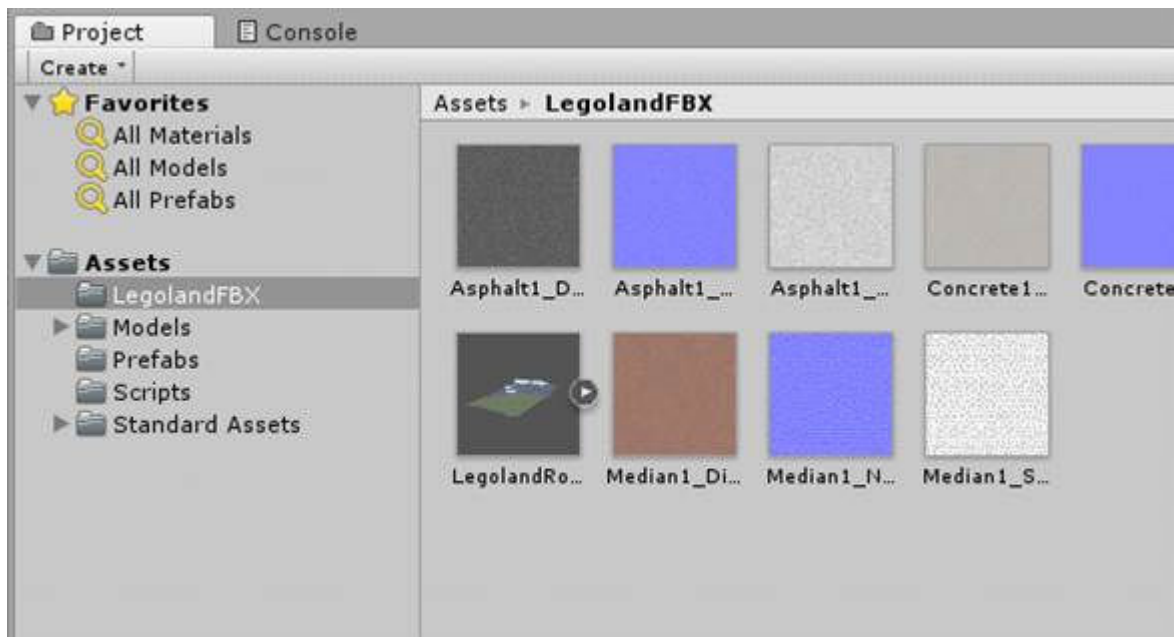 Project Console
Create
Favorites
All Materials
All Models
All Prefabs
Assets
LegolandFBX
Models
Prefabs
Scripts
Standard Assets
Assets ▸ LegolandFBX
Asphalt1_D... Asphalt1_... Asphalt1_... Concrete1... Concrete
LegolandRo... Median1_Di... Median1_N... Median1_S...